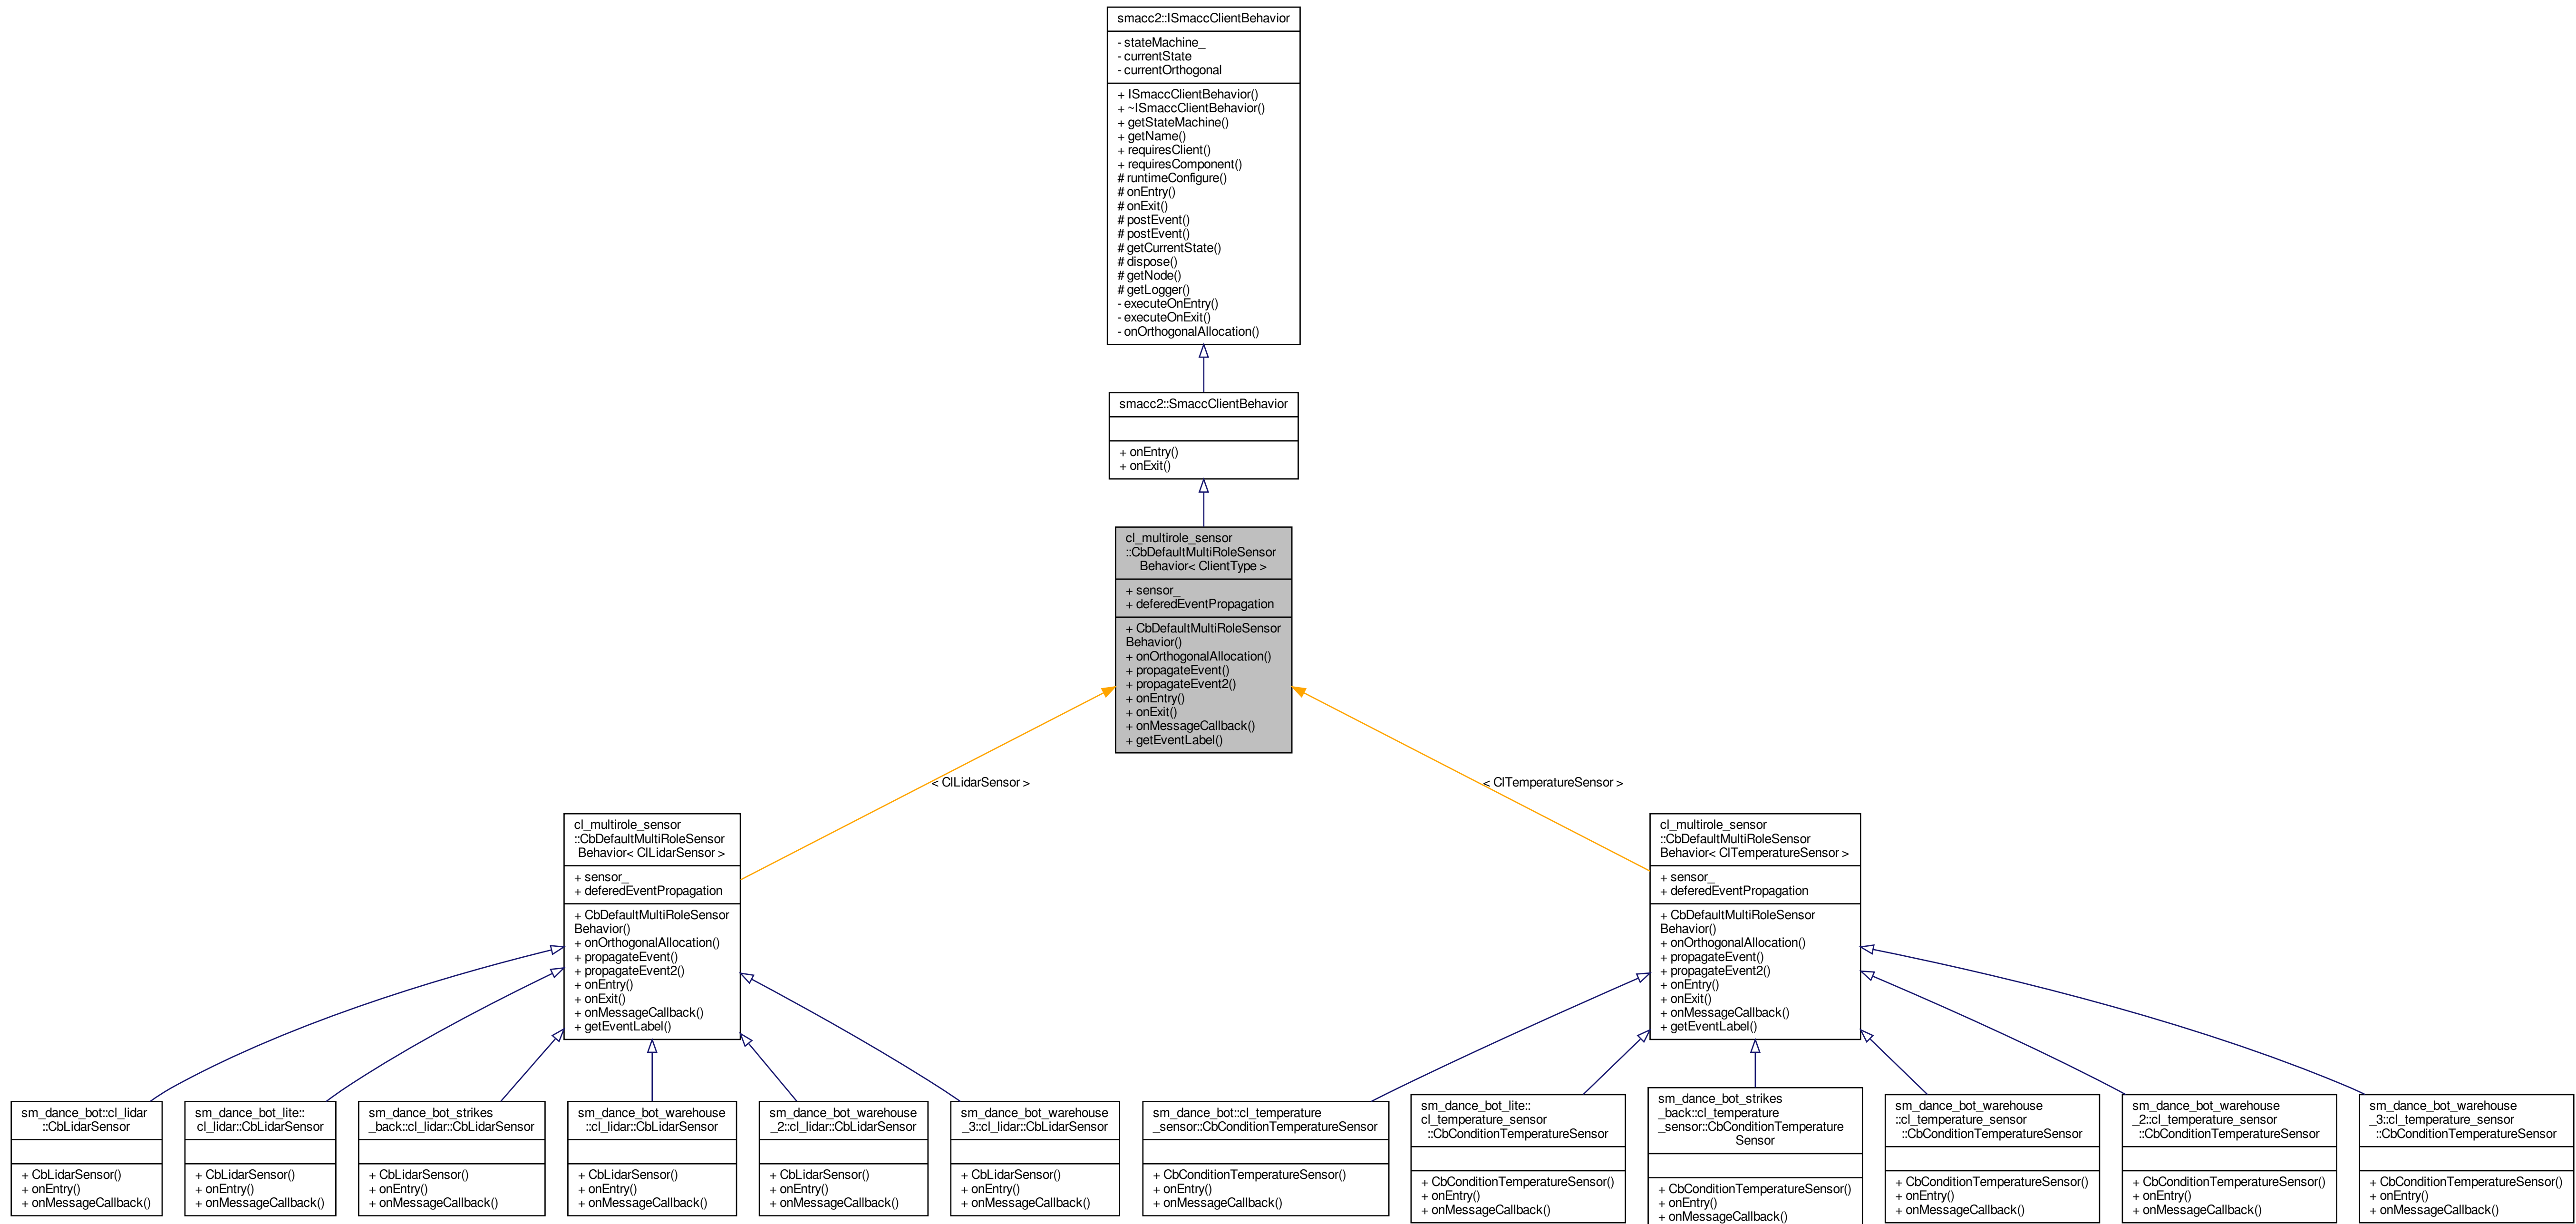 smacc2::ISmaccClientBehavior
- stateMachine_
- currentState
- currentOrthogonal
+ ISmaccClientBehavior()
+ ~ISmaccClientBehavior()
+ getStateMachine()
+ getName()
+ requiresClient()
+ requiresComponent()
# runtimeConfigure()
# onEntry()
# onExit()
# postEvent()
# postEvent()
# getCurrentState()
# dispose()
# getNode()
# getLogger()
- executeOnEntry()
- executeOnExit()
- onOrthogonalAllocation()
smacc2::SmaccClientBehavior
+ onEntry()
+ onExit()
cl_multirole_sensor
::CbDefaultMultiRoleSensor
Behavior< ClientType >
+ sensor_
+ deferedEventPropagation
+ CbDefaultMultiRoleSensor
Behavior()
+ onOrthogonalAllocation()
+ propagateEvent()
+ propagateEvent2()
+ onEntry()
+ onExit()
+ onMessageCallback()
+ getEventLabel()
< ClLidarSensor >
< ClTemperatureSensor >
cl_multirole_sensor
::CbDefaultMultiRoleSensor
Behavior< ClLidarSensor >
+ sensor_
+ deferedEventPropagation
+ CbDefaultMultiRoleSensor
Behavior()
+ onOrthogonalAllocation()
+ propagateEvent()
+ propagateEvent2()
+ onEntry()
+ onExit()
+ onMessageCallback()
+ getEventLabel()
cl_multirole_sensor
::CbDefaultMultiRoleSensor
Behavior< ClTemperatureSensor >
+ sensor_
+ deferedEventPropagation
+ CbDefaultMultiRoleSensor
Behavior()
+ onOrthogonalAllocation()
+ propagateEvent()
+ propagateEvent2()
+ onEntry()
+ onExit()
+ onMessageCallback()
+ getEventLabel()
sm_dance_bot::cl_lidar
::CbLidarSensor
+ CbLidarSensor()
+ onEntry()
+ onMessageCallback()
sm_dance_bot_lite::
cl_lidar::CbLidarSensor
+ CbLidarSensor()
+ onEntry()
+ onMessageCallback()
sm_dance_bot_strikes
_back::cl_lidar::CbLidarSensor
+ CbLidarSensor()
+ onEntry()
+ onMessageCallback()
sm_dance_bot_warehouse
::cl_lidar::CbLidarSensor
+ CbLidarSensor()
+ onEntry()
+ onMessageCallback()
sm_dance_bot_warehouse
_2::cl_lidar::CbLidarSensor
+ CbLidarSensor()
+ onEntry()
+ onMessageCallback()
sm_dance_bot_warehouse
_3::cl_lidar::CbLidarSensor
+ CbLidarSensor()
+ onEntry()
+ onMessageCallback()
sm_dance_bot::cl_temperature
_sensor::CbConditionTemperatureSensor
+ CbConditionTemperatureSensor()
+ onEntry()
+ onMessageCallback()
sm_dance_bot_lite::
cl_temperature_sensor
::CbConditionTemperatureSensor
+ CbConditionTemperatureSensor()
+ onEntry()
+ onMessageCallback()
sm_dance_bot_strikes
_back::cl_temperature
_sensor::CbConditionTemperature
Sensor
+ CbConditionTemperatureSensor()
+ onEntry()
+ onMessageCallback()
sm_dance_bot_warehouse
::cl_temperature_sensor
::CbConditionTemperatureSensor
+ CbConditionTemperatureSensor()
+ onEntry()
+ onMessageCallback()
sm_dance_bot_warehouse
_2::cl_temperature_sensor
::CbConditionTemperatureSensor
+ CbConditionTemperatureSensor()
+ onEntry()
+ onMessageCallback()
sm_dance_bot_warehouse
_3::cl_temperature_sensor
::CbConditionTemperatureSensor
+ CbConditionTemperatureSensor()
+ onEntry()
+ onMessageCallback()